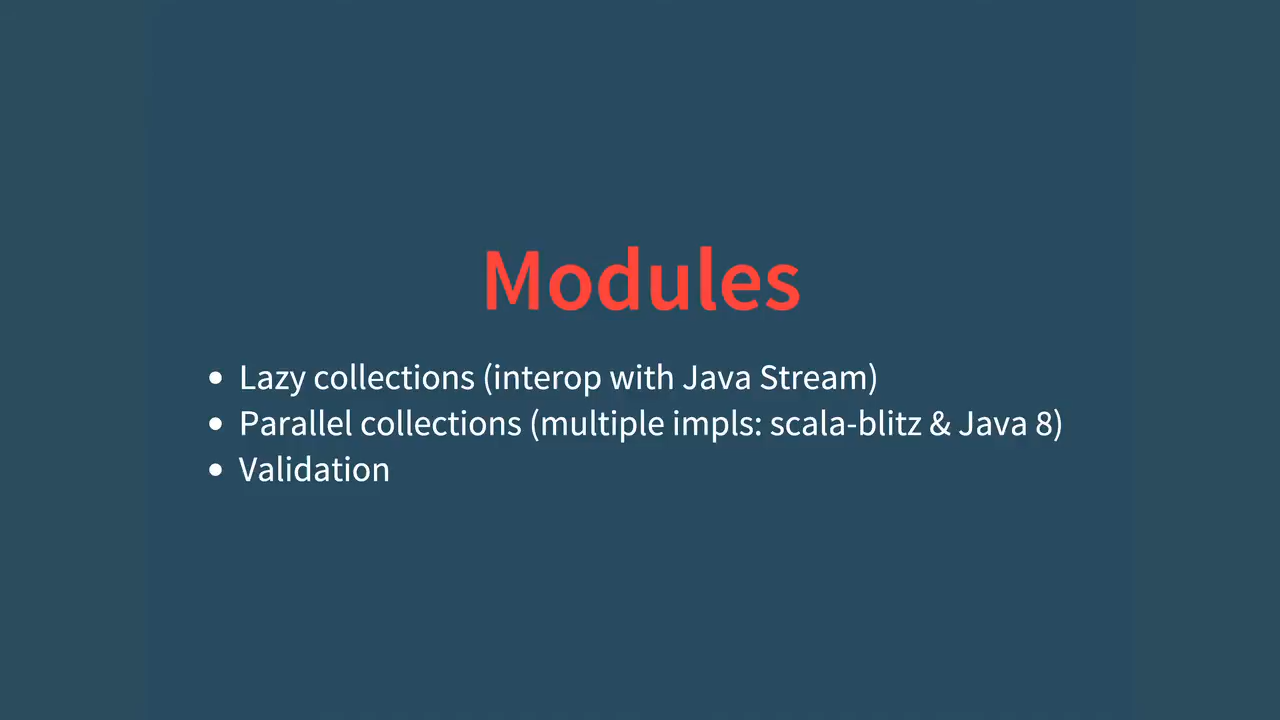 Modules
• Lazy collections (interop with Java Stream)
• Parallel collections (multiple impls: scala-blitz & Java 8)
• Validation